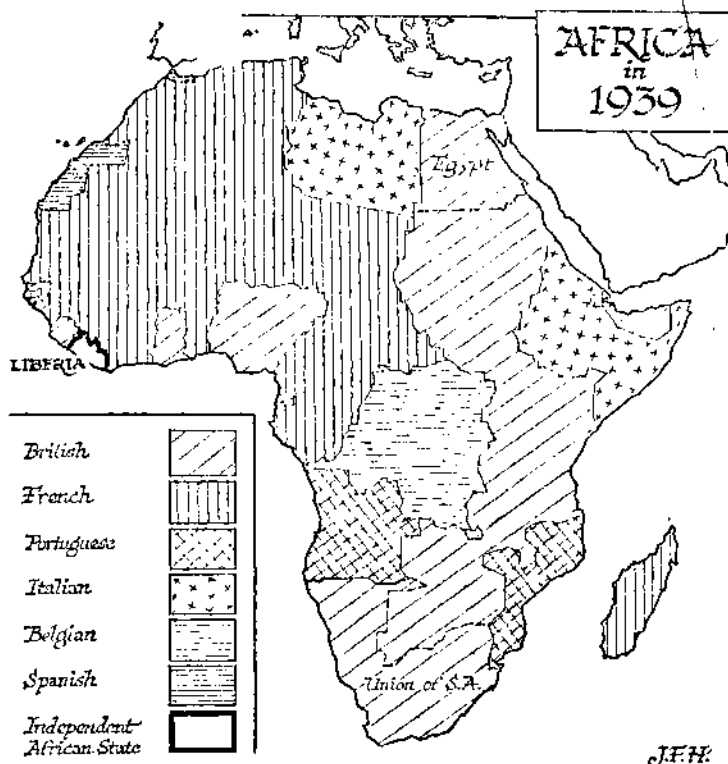 AFRICA
in
1939
Egypt
LIBERIA
British
French
Portuguese
Italian
Belgian
Spanish
Independent
African State
Union of S.A.
J.F.H.